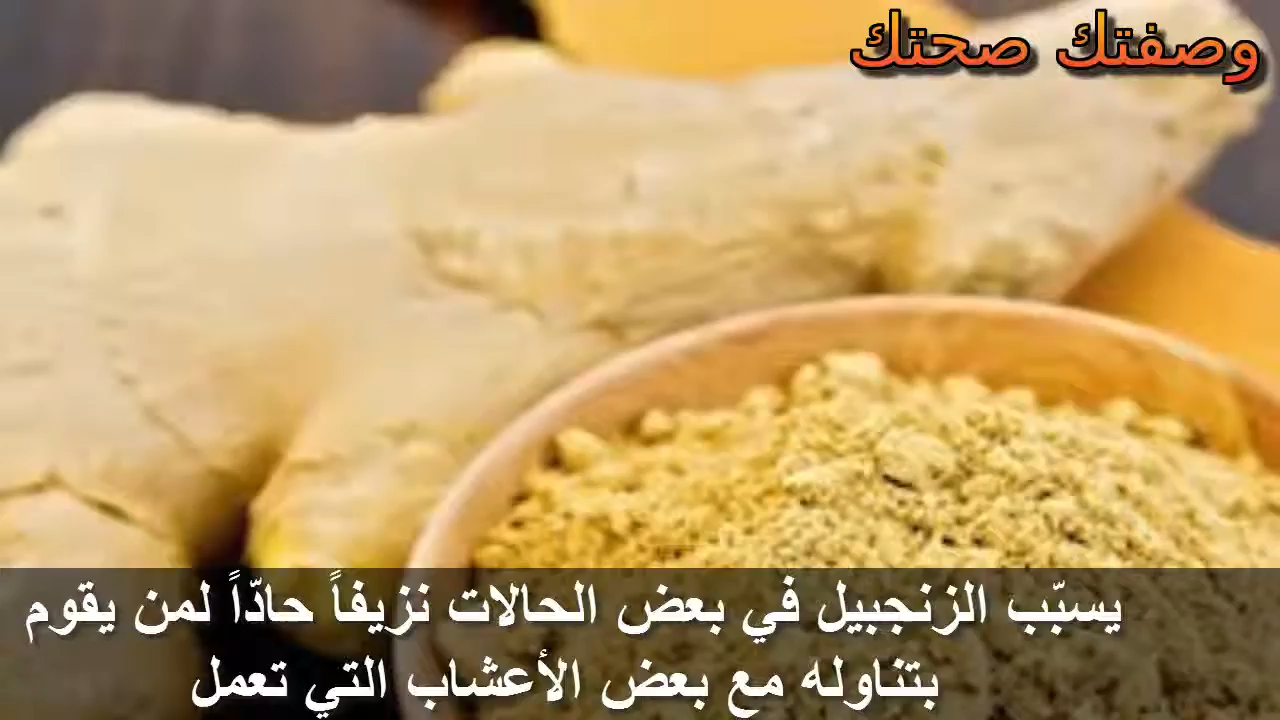 وصفتك صحتك
يسبّب الزنجبيل في بعض الحالات نزيفاً حادّاً لمن يقوم
بتناوله مع بعض الأعشاب التي تعمل